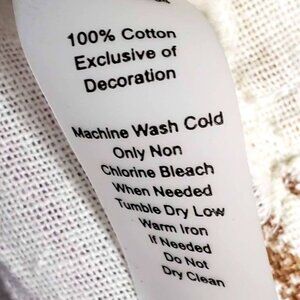 100% Cotton
Exclusive of
Decoration
Machine Wash Cold
Only Non
Chlorine Bleach
When Needed
Tumble Dry Low
Warm Iron
If Needed
Do Not
Dry Clean